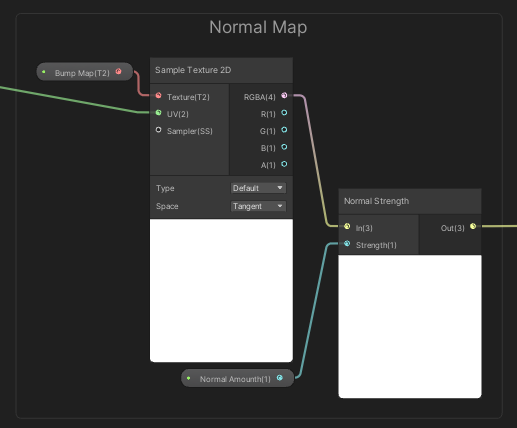 Normal Map
Bump Map(T2)
Sample Texture 2D
Texture(T2) RGBA(4)
UV(2) R(1)
Sampler(SS) G(1)
B(1)
A(1)
Type Default
Space Tangent
Normal Strength
In(3) Out(3)
Strength(1)
Normal Amounth(1)